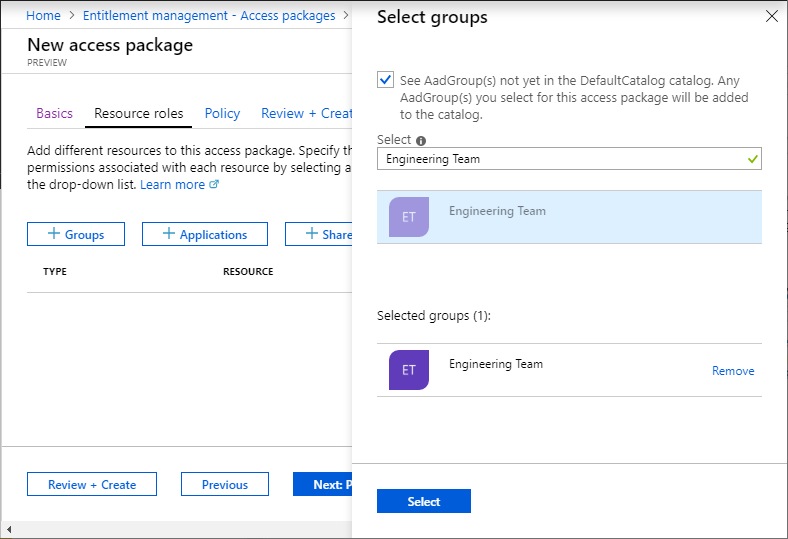 Home > Entitlement management - Access packages >
New access package
PREVIEW
Basics Resource roles Policy Review + Create
Add different resources to this access package. Specify th
permissions associated with each resource by selecting a
the drop-down list. Learn more
+ Groups + Applications + Share
TYPE RESOURCE
Review + Create Previous Next: P
Select groups
See AadGroup(s) not yet in the DefaultCatalog catalog. Any
AadGroup(s) you select for this access package will be added
to the catalog.
Select
Engineering Team
ET Engineering Team
Selected groups (1):
ET Engineering Team Remove
Select